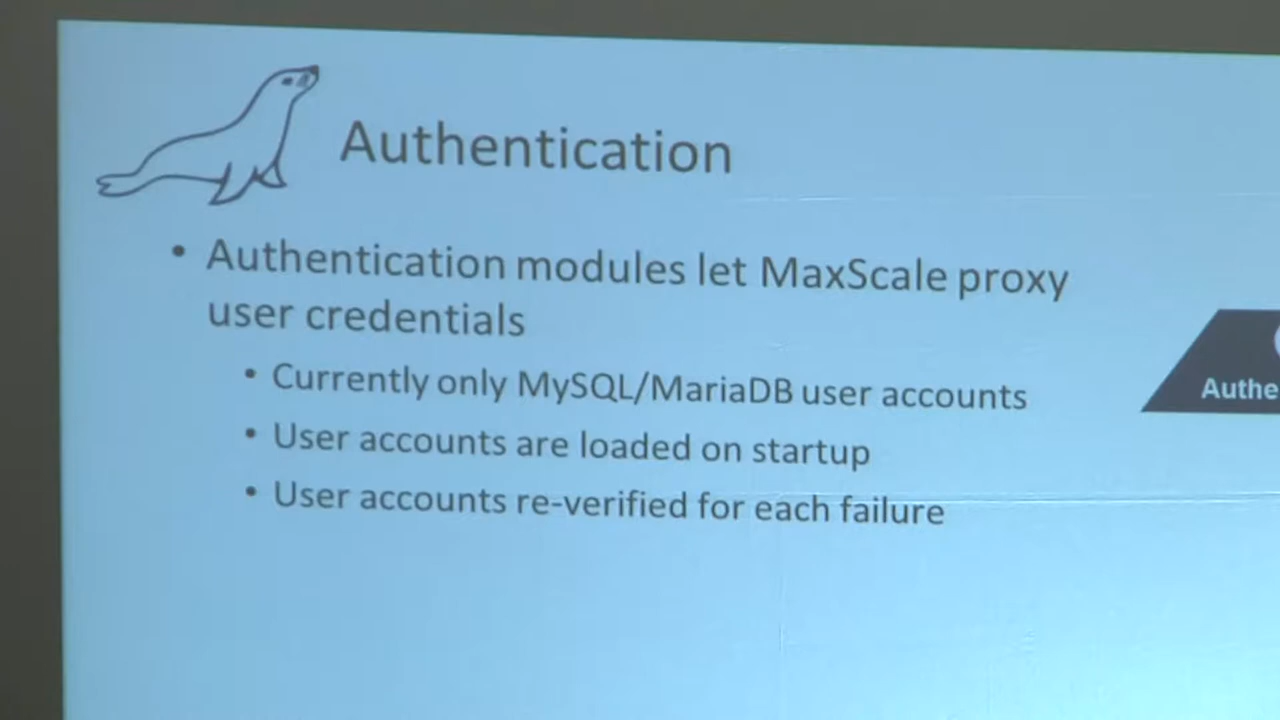 Authentication
• Authentication modules let MaxScale proxy
user credentials
• Currently only MySQL/MariaDB user accounts
• User accounts are loaded on startup
• User accounts re-verified for each failure
Authe